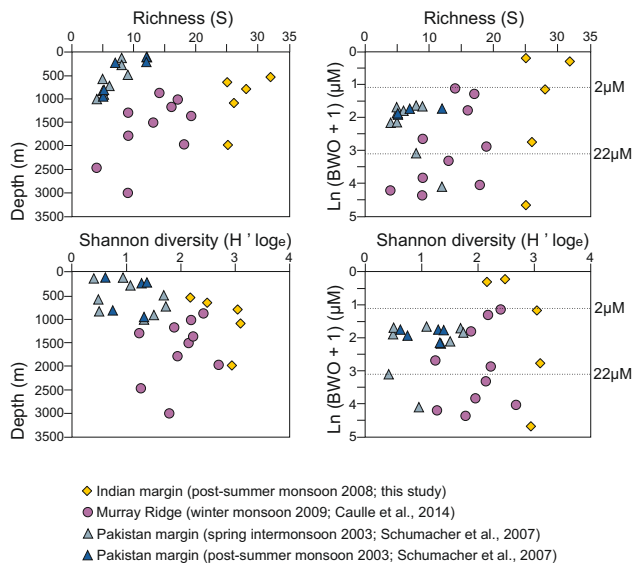 Richness (S)
0 5 10 15 20 25 30 35
0
500
1000
1500
2000
2500
3000
3500
Depth (m)
Richness (S)
0 5 10 15 20 25 30 35
0
1
2
3
4
5
Ln (BWO + 1) (µM)
2µM
22µM
Shannon diversity (H ' loge)
0 1 2 3 4
0
500
1000
1500
2000
2500
3000
3500
Depth (m)
Shannon diversity (H ' loge)
0 1 2 3 4
0
1
2
3
4
5
Ln (BWO + 1) (µM)
2µM
22µM
Indian margin (post-summer monsoon 2008; this study)
Murray Ridge (winter monsoon 2009; Caulle et al., 2014)
Pakistan margin (spring intermonsoon 2003; Schumacher et al., 2007)
Pakistan margin (post-summer monsoon 2003; Schumacher et al., 2007)